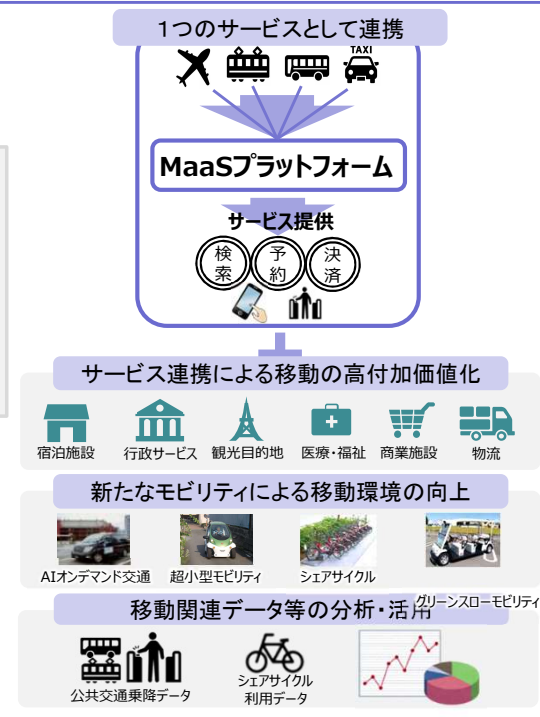 1つのサービスとして連携
TAXI
MaaSプラットフォーム
サービス提供
検索
予約
決済
サービス連携による移動の高付加価値化
宿泊施設
行政サービス
観光目的地
医療・福祉
商業施設
物流
新たなモビリティによる移動環境の向上
AIオンデマンド交通
超小型モビリティ
シェアサイクル
グリーンスローモビリティ
移動関連データ等の分析・活用
公共交通乗降データ
シェアサイクル
利用データ